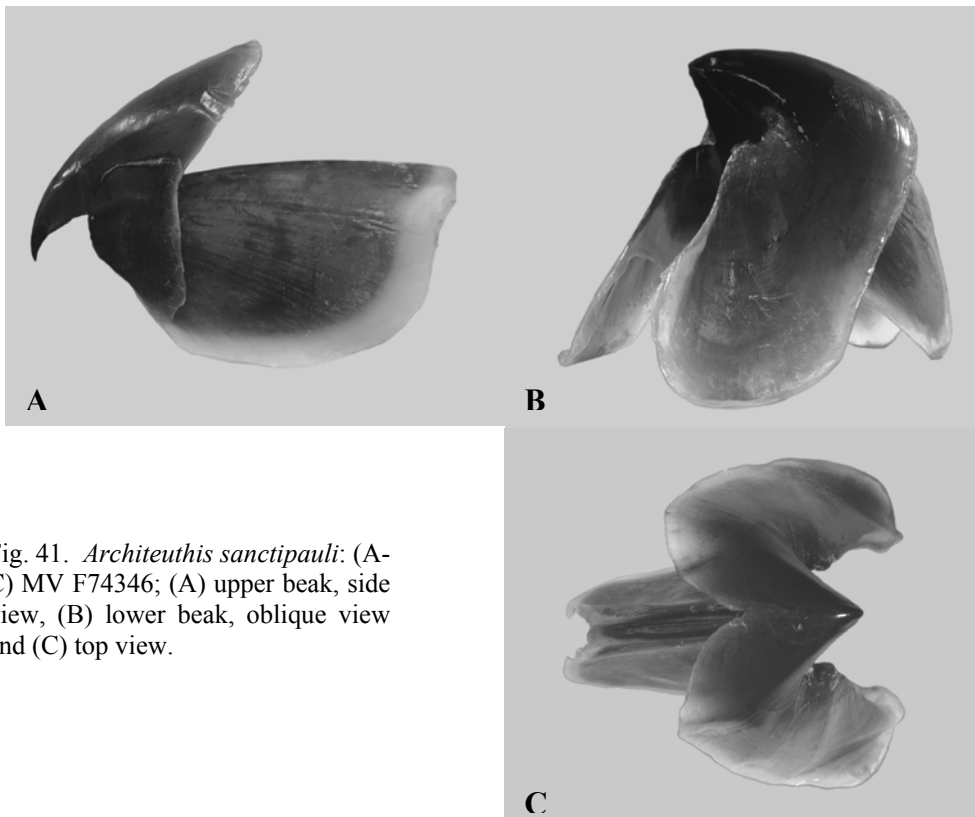 A
B
ig. 41. Architeuthis sanctipauli: (A-
C) MV F74346; (A) upper beak, side
iew, (B) lower beak, oblique view
nd (C) top view.
C